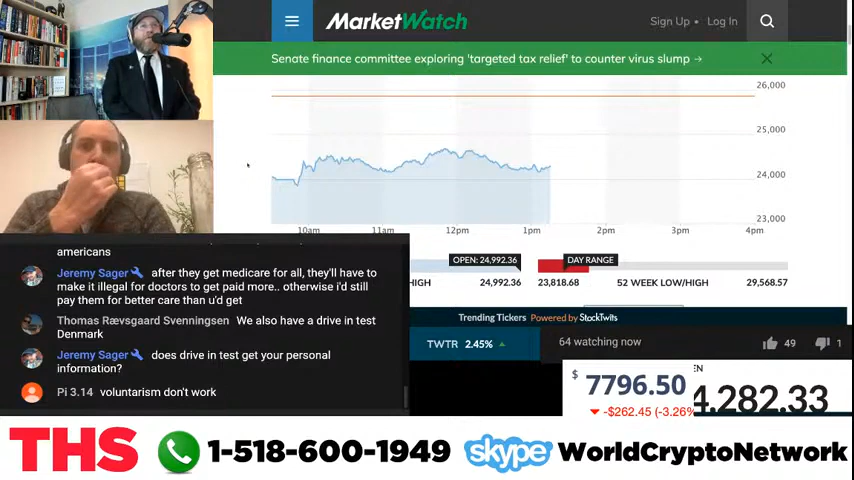 MarketWatch
Sign Up • Log In
Senate finance committee exploring 'targeted tax relief' to counter virus slump →
26,000
25,000
24,000
23,000
10am 11am 12pm 1pm 2pm 3pm 4pm
OPEN: 24,992.36
DAY RANGE
HIGH 24,992.36 23,818.68 52 WEEK LOW/HIGH 29,568.57
Trending Tickers Powered by StockTwits
TWTR 2.45%
64 watching now 49 1
americans
Jeremy Sager after they get medicare for all, they'll have to
make it illegal for doctors to get paid more.. otherwise i'd still
pay them for better care than u'd get
Thomas Rævsgaard Svenningsen We also have a drive in test
Denmark
Jeremy Sager does drive in test get your personal
information?
Pi 3.14 voluntarism don't work
$ 7796.50
-$262.45 (-3.26%
EN
4,282.33
THS 1-518-600-1949 skype WorldCryptoNetwork